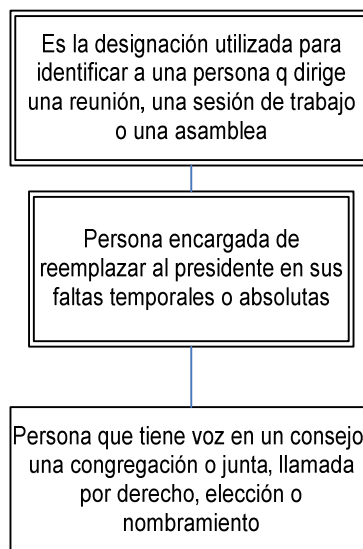 Es la designación utilizada para
identificar a una persona q dirige
una reunión, una sesión de trabajo
o una asamblea
Persona encargada de
reemplazar al presidente en sus
faltas temporales o absolutas
Persona que tiene voz en un consejo
una congregación o junta, llamada
por derecho, elección o
nombramiento